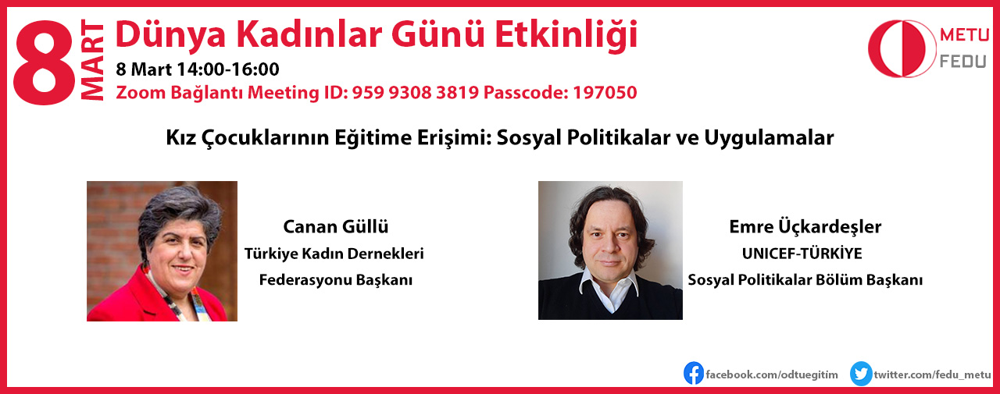 8 MART
Dünya Kadınlar Günü Etkinliği
8 Mart 14:00-16:00
Zoom Bağlantı Meeting ID: 959 9308 3819 Passcode: 197050
METU
FEDU
Kız Çocuklarının Eğitime Erişimi: Sosyal Politikalar ve Uygulamalar
Canan Güllü
Türkiye Kadın Dernekleri
Federasyonu Başkanı
Emre Üçkardeşler
UNICEF-TÜRKİYE
Sosyal Politikalar Bölüm Başkanı
facebook.com/odtuegitim
twitter.com/fedu_metu